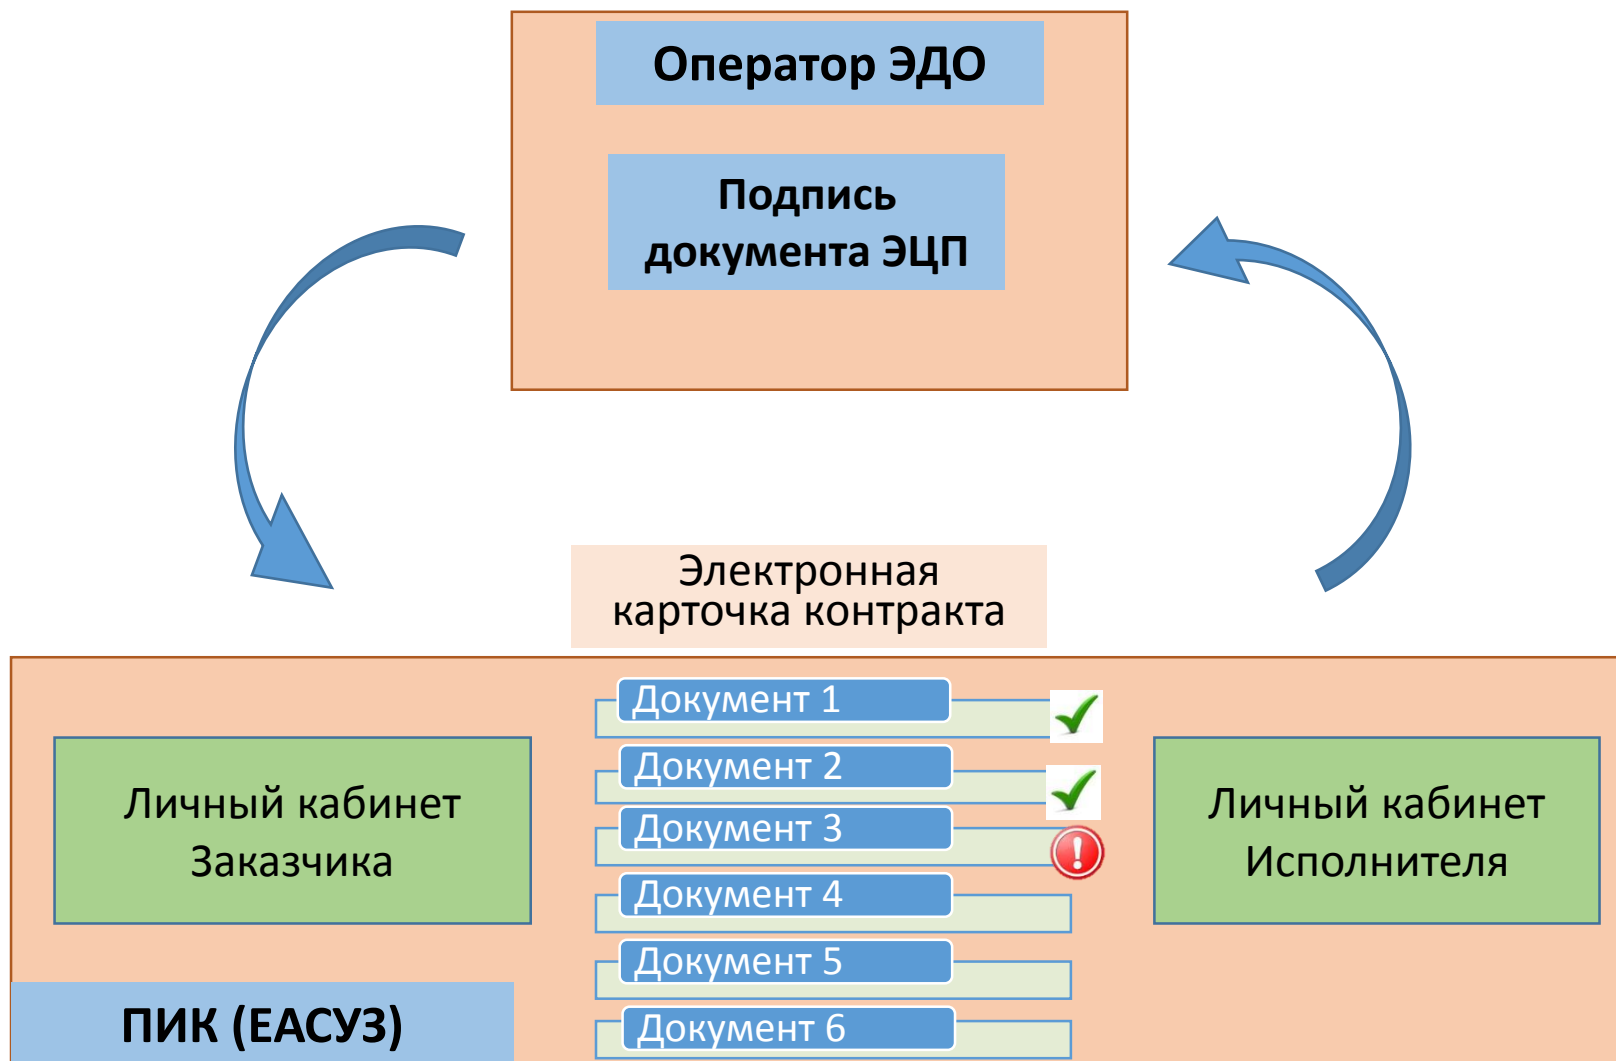 Оператор ЭДО
Подпись
документа ЭЦП
Электронная
карточка контракта
Документ 1
Документ 2
Документ 3
Документ 4
Документ 5
Документ 6
Личный кабинет
Заказчика
Личный кабинет
Исполнителя
ПИК (ЕАСУЗ)